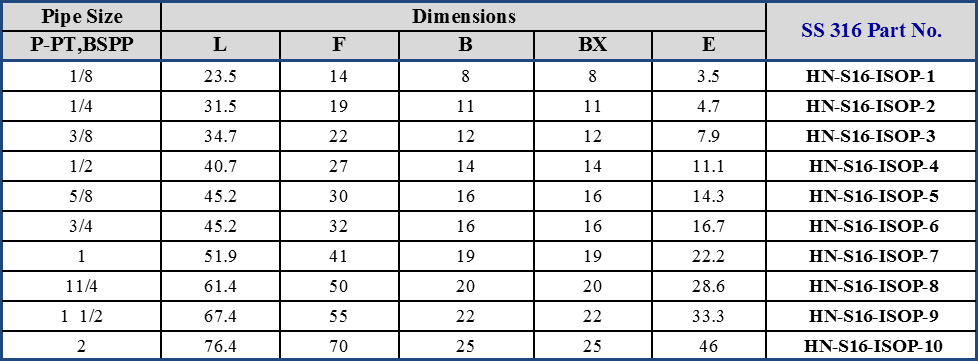 Pipe Size Dimensions SS 316 Part No.
P-PT,BSPP L F B BX E
1/8 23.5 14 8 8 3.5 HN-S16-ISOP-1
1/4 31.5 19 11 11 4.7 HN-S16-ISOP-2
3/8 34.7 22 12 12 7.9 HN-S16-ISOP-3
1/2 40.7 27 14 14 11.1 HN-S16-ISOP-4
5/8 45.2 30 16 16 14.3 HN-S16-ISOP-5
3/4 45.2 32 16 16 16.7 HN-S16-ISOP-6
1 51.9 41 19 19 22.2 HN-S16-ISOP-7
11/4 61.4 50 20 20 28.6 HN-S16-ISOP-8
1 1/2 67.4 55 22 22 33.3 HN-S16-ISOP-9
2 76.4 70 25 25 46 HN-S16-ISOP-10